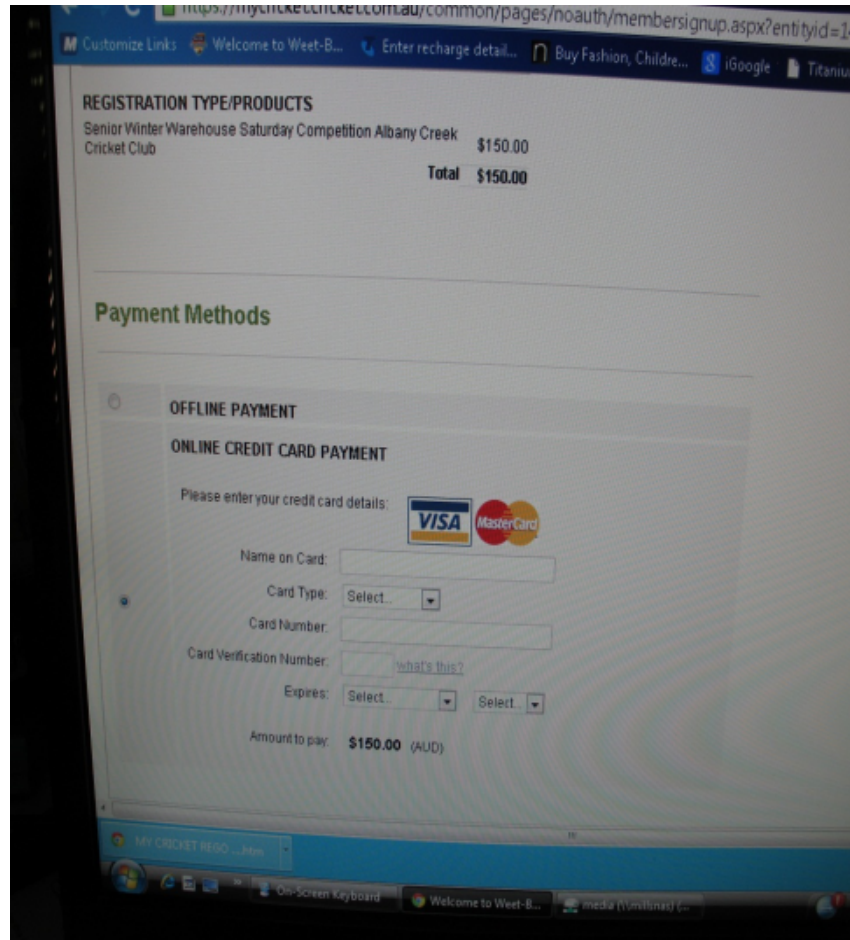 https://mycricket.cricket.com.au/common/pages/noauth/membersignup.aspx?entityid=1
Customize Links Welcome to Weet-B... Enter recharge detail... Buy Fashion, Childre... iGoogle Titaniu
REGISTRATION TYPE/PRODUCTS
Senior Winter Warehouse Saturday Competition Albany Creek
Cricket Club
$150.00
Total $150.00
Payment Methods
OFFLINE PAYMENT
ONLINE CREDIT CARD PAYMENT
Please enter your credit card details:
VISA MasterCard
Name on Card:
Card Type: Select...
Card Number:
Card Verification Number: what's this?
Expires: Select... Select...
Amount to pay: $150.00 (AUD)
MY CRICKET REGO ....htm
On-Screen Keyboard Welcome to Weet-B... media